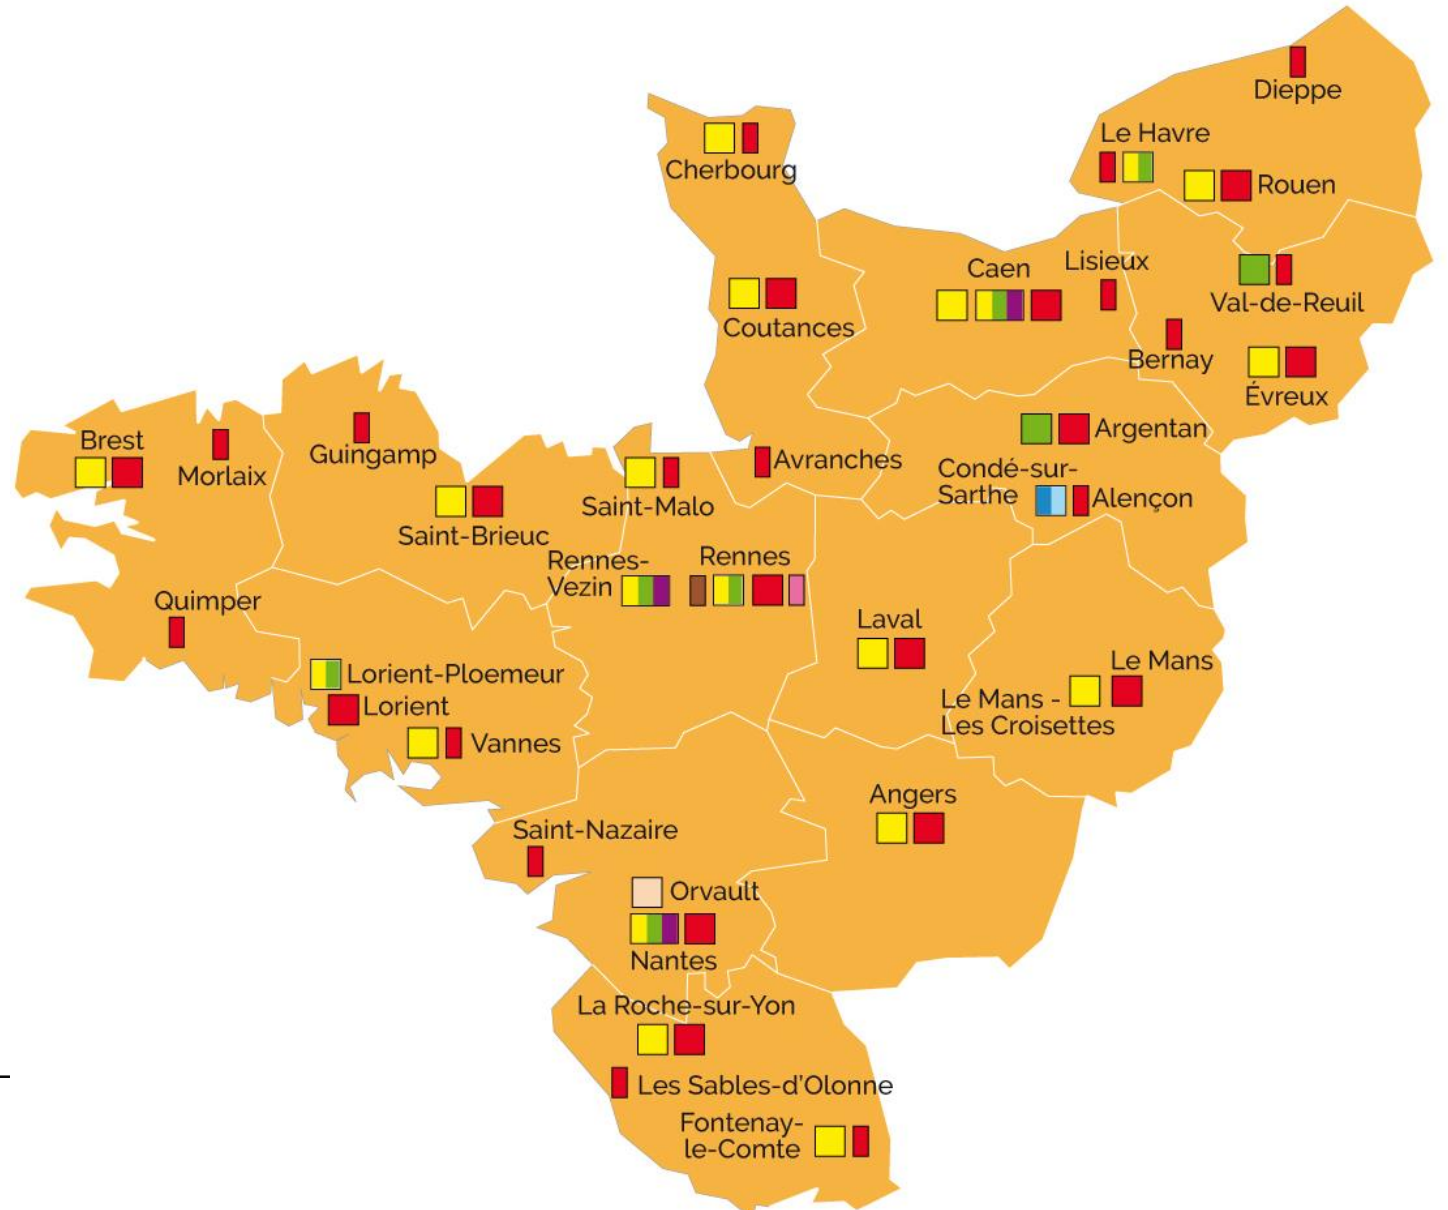 Dieppe
Le Havre
Rouen
Cherbourg
Caen
Lisieux
Val-de-Reuil
Coutances
Bernay
Évreux
Brest
Morlaix
Guingamp
Saint-Brieuc
Saint-Malo
Avranches
Argentan
Condé-sur-
Sarthe
Alençon
Rennes-
Vezin
Rennes
Quimper
Laval
Le Mans
Le Mans -
Les Croisettes
Lorient-Ploemeur
Lorient
Vannes
Angers
Saint-Nazaire
Orvault
Nantes
La Roche-sur-Yon
Les Sables-d'Olonne
Fontenay-
le-Comte